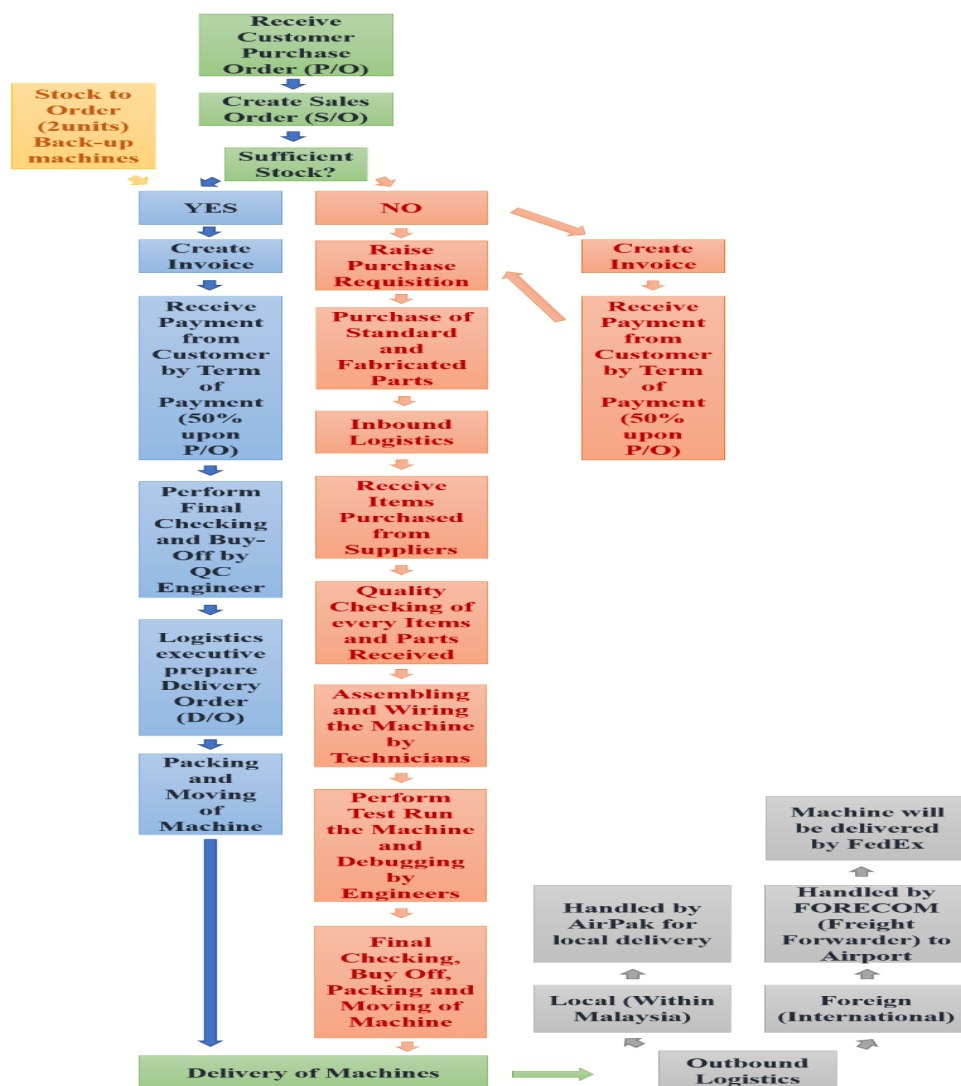 Receive
Customer
Purchase
Order (P/O)
Create Sales
Order (S/O)
Stock to
Order
(2units)
Back-up
machines
Sufficient
Stock?
YES
Create
Invoice
Receive
Payment
from
Customer
by Term
of
Payment
(50%
upon
P/O)
Perform
Final
Checking
and Buy-
Off by
QC
Engineer
Logistics
executive
prepare
Delivery
Order
(D/O)
Packing
and
Moving
of
Machine
NO
Raise
Purchase
Requisition
Purchase of
Standard
and
Fabricated
Parts
Inbound
Logistics
Receive
Items
Purchased
from
Suppliers
Quality
Checking of
every Items
and Parts
Received
Assembling
and Wiring
the Machine
by
Technicians
Perform
Test Run
the Machine
and
Debugging
by
Engineers
Final
Checking,
Buy Off,
Packing and
Moving of
Machine
Create
Invoice
Receive
Payment
from
Customer
by Term
of
Payment
(50%
upon
P/O)
Delivery of Machines
Outbound
Logistics
Local (Within
Malaysia)
Handled by
AirPak for
local delivery
Foreign
(International)
Handled by
FORECOM
(Freight
Forwarder) to
Airport
Machine will
be delivered
by FedEx